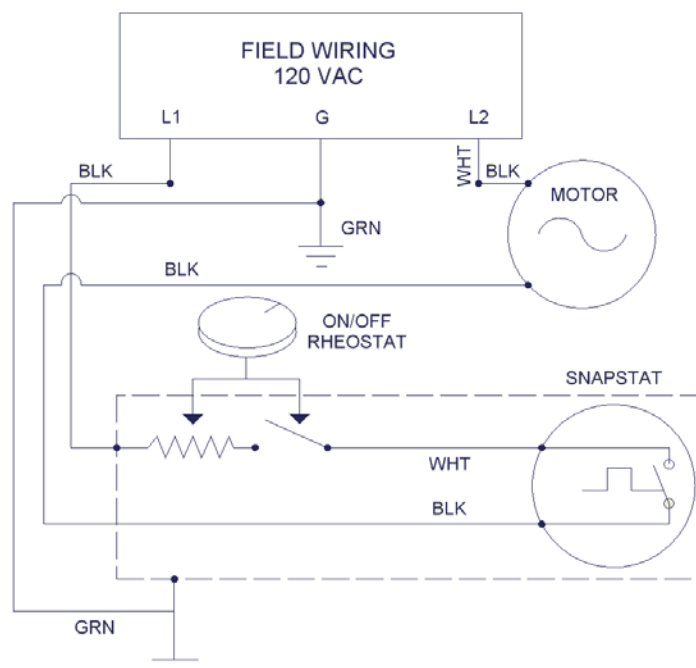 FIELD WIRING
120 VAC
L1
G
L2
BLK
WHT
BLK
MOTOR
GRN
BLK
ON/OFF
RHEOSTAT
SNAPSTAT
WHT
BLK
GRN